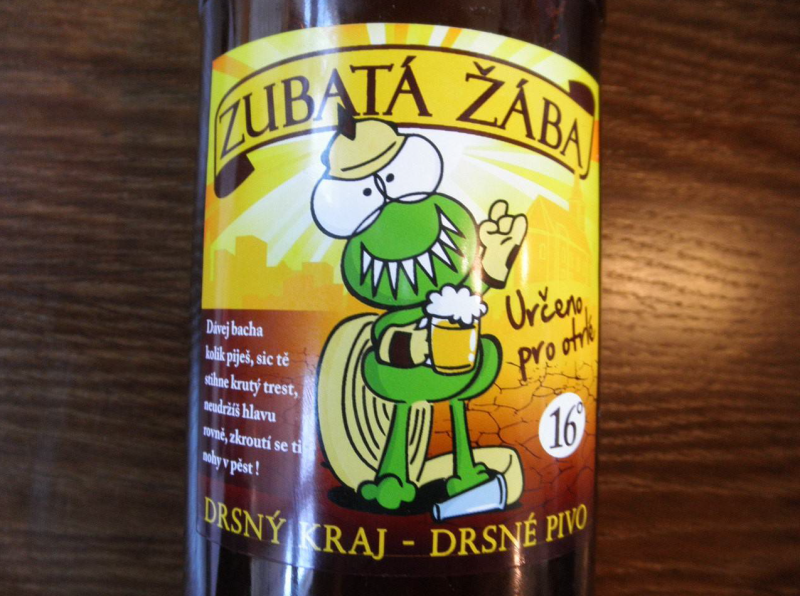 ZUBATÁ ŽÁBA
Určeno
pro otrlé
Dávej bacha
kolik piješ, sic tě
stihne krutý trest,
neudržíš hlavu
rovně, zkroutí se ti
nohy v pěst !
16°
DRSNÝ KRAJ - DRSNÉ PIVO